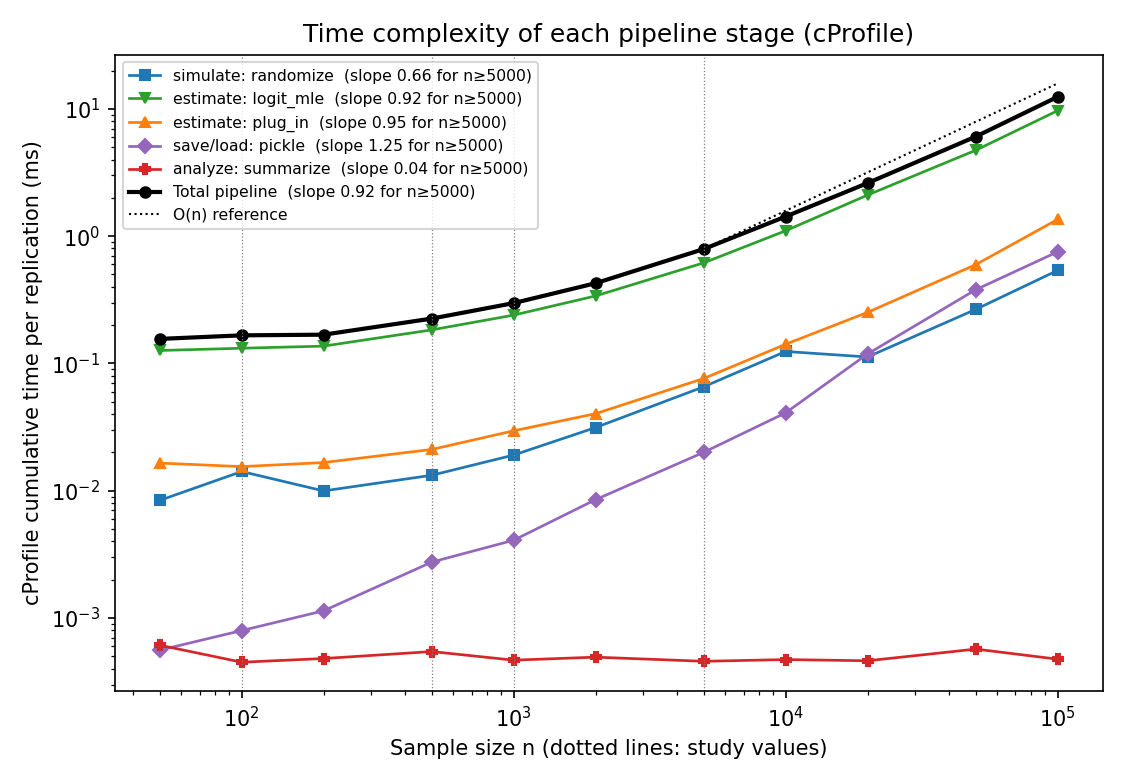 Time complexity of each pipeline stage (cProfile)
simulate: randomize (slope 0.66 for n≥5000)
estimate: logit_mle (slope 0.92 for n≥5000)
estimate: plug_in (slope 0.95 for n≥5000)
save/load: pickle (slope 1.25 for n≥5000)
analyze: summarize (slope 0.04 for n≥5000)
Total pipeline (slope 0.92 for n≥5000)
O(n) reference
cProfile cumulative time per replication (ms)
10¹
10⁰
10⁻¹
10⁻²
10⁻³
10² 10³ 10⁴ 10⁵
Sample size n (dotted lines: study values)